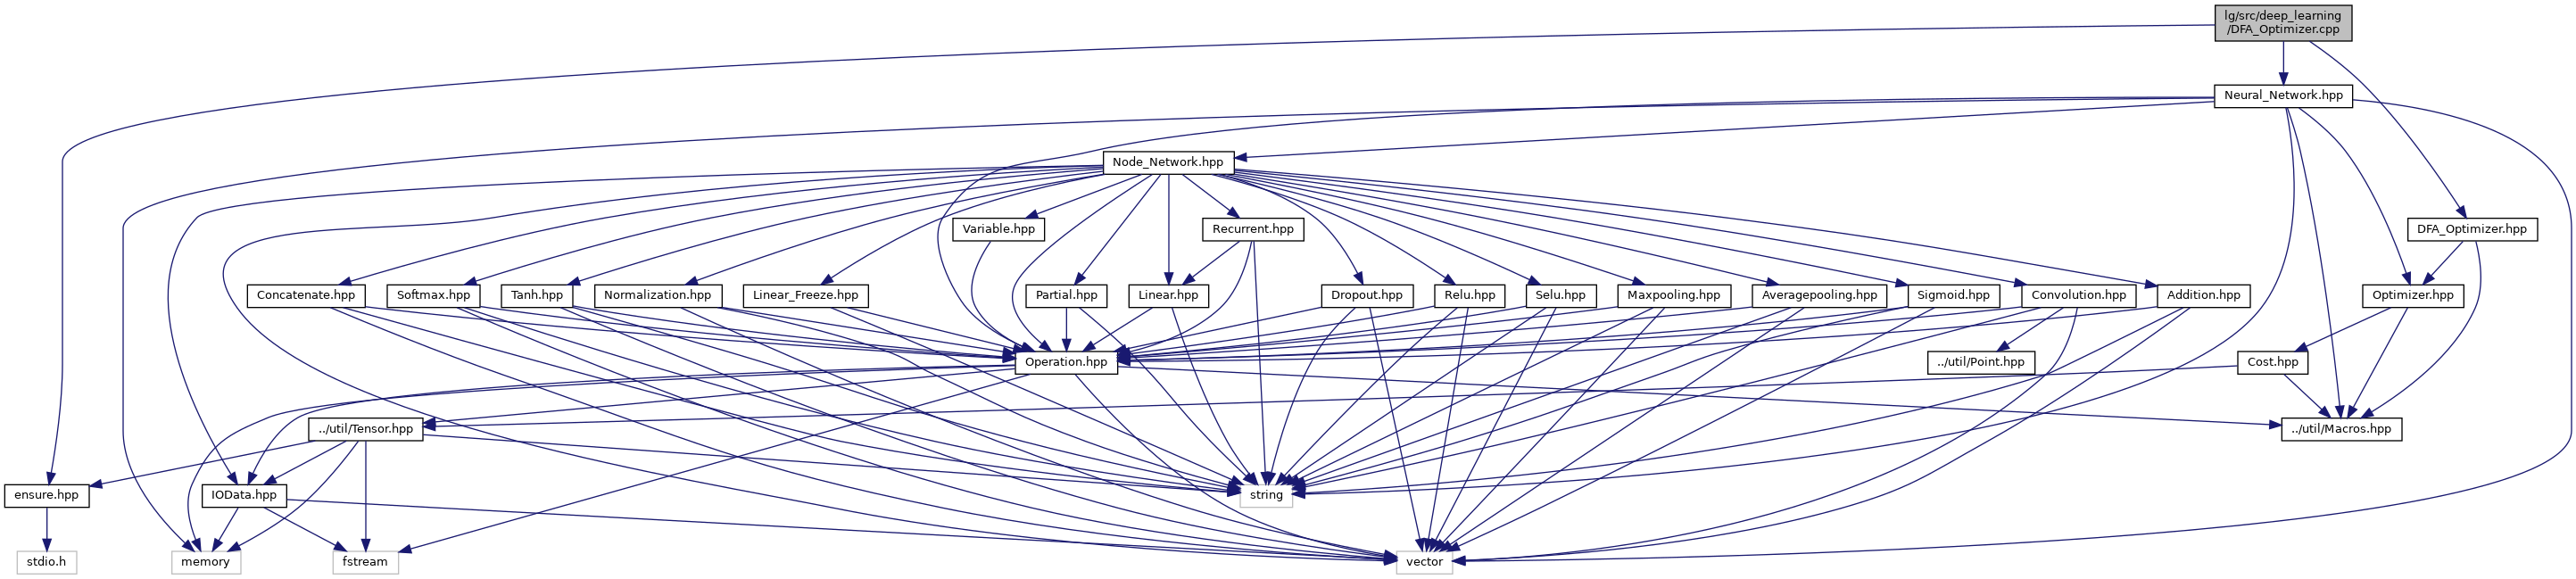 lg/src/deep_learning
/DFA_Optimizer.cpp
Neural_Network.hpp
Node_Network.hpp
Variable.hpp
Recurrent.hpp
DFA_Optimizer.hpp
Concatenate.hpp
Softmax.hpp
Tanh.hpp
Normalization.hpp
Linear_Freeze.hpp
Partial.hpp
Linear.hpp
Dropout.hpp
Relu.hpp
Selu.hpp
Maxpooling.hpp
Averagepooling.hpp
Sigmoid.hpp
Convolution.hpp
Addition.hpp
Optimizer.hpp
Operation.hpp
../util/Point.hpp
Cost.hpp
../util/Tensor.hpp
../util/Macros.hpp
ensure.hpp
IOData.hpp
string
stdio.h
memory
fstream
vector